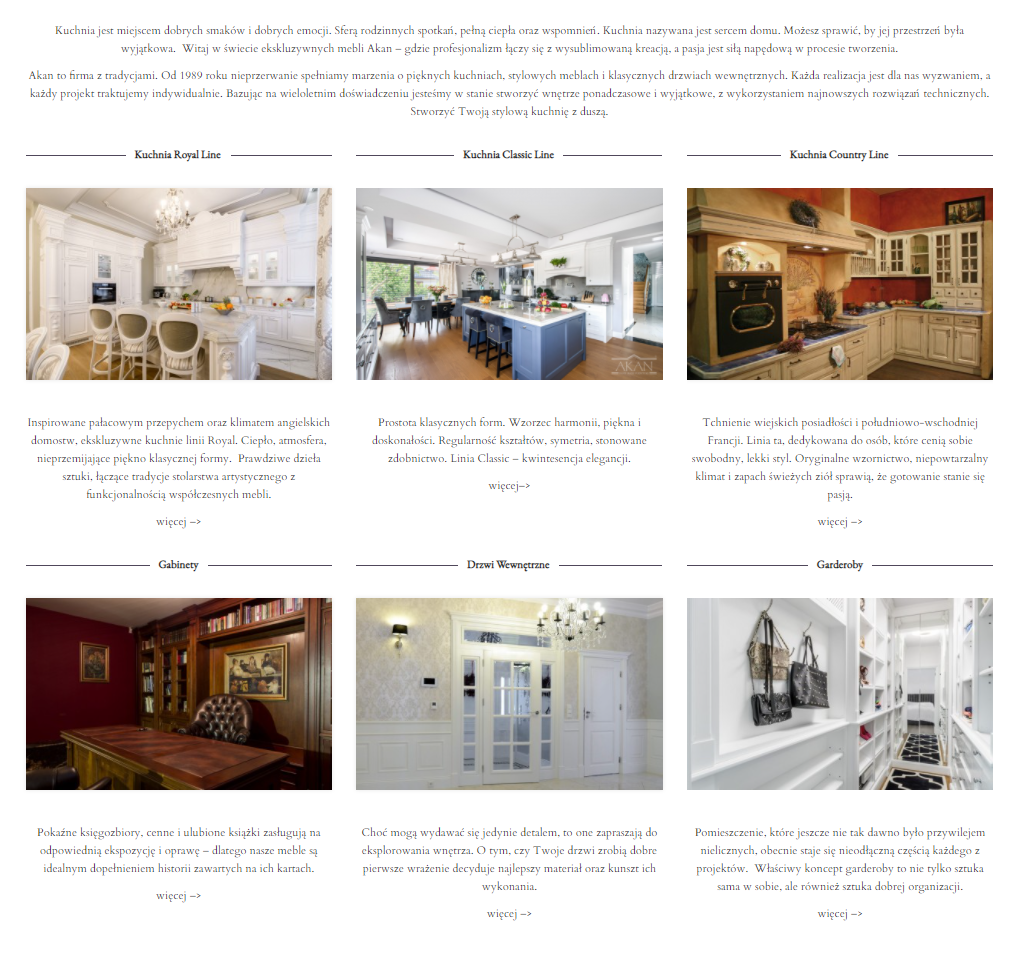 Kuchnia jest miejscem dobrych smaków i dobrych emocji. Sferą rodzinnych spotkań, pełną ciepła oraz wspomnień. Kuchnia nazywana jest sercem domu. Możesz sprawić, by jej przestrzeń była
wyjątkowa.  Witaj w świecie ekskluzywnych mebli Akan – gdzie profesjonalizm łączy się z wysublimowaną kreacją, a pasja jest siłą napędową w procesie tworzenia.
Akan to firma z tradycjami. Od 1989 roku nieprzerwanie spełniamy marzenia o pięknych kuchniach, stylowych meblach i klasycznych drzwiach wewnętrznych. Każda realizacja jest dla nas wyzwaniem, a
każdy projekt traktujemy indywidualnie. Bazując na wieloletnim doświadczeniu jesteśmy w stanie stworzyć wnętrze ponadczasowe i wyjątkowe, z wykorzystaniem najnowszych rozwiązań technicznych.
Stworzyć Twoją stylową kuchnię z duszą.
Kuchnia Royal Line
Inspirowane pałacowym przepychem oraz klimatem angielskich
domostw, ekskluzywne kuchnie linii Royal. Ciepło, atmosfera,
nieprzemijające piękno klasycznej formy.  Prawdziwe dzieła
sztuki, łączące tradycje stolarstwa artystycznego z
funkcjonalnością współczesnych mebli.
więcej –>
Kuchnia Classic Line
AKAN
Prostota klasycznych form. Wzorzec harmonii, piękna i
doskonałości. Regularność kształtów, symetria, stonowane
zdobnictwo. Linia Classic – kwintesencja elegancji.
więcej–>
Kuchnia Country Line
Tchnienie wiejskich posiadłości i południowo-wschodniej
Francji. Linia ta, dedykowana do osób, które cenią sobie
swobodny, lekki styl. Oryginalne wzornictwo, niepowtarzalny
klimat i zapach świeżych ziół sprawią, że gotowanie stanie się
pasją.
więcej –>
Gabinety
Pokaźne księgozbiory, cenne i ulubione książki zasługują na
odpowiednią ekspozycję i oprawę – dlatego nasze meble są
idealnym dopełnieniem historii zawartych na ich kartach.
więcej –>
Drzwi Wewnętrzne
Choć mogą wydawać się jedynie detalem, to one zapraszają do
eksplorowania wnętrza. O tym, czy Twoje drzwi zrobią dobre
pierwsze wrażenie decyduje najlepszy materiał oraz kunszt ich
wykonania.
więcej –>
Garderoby
Pomieszczenie, które jeszcze nie tak dawno było przywilejem
nielicznych, obecnie staje się nieodłączną częścią każdego z
projektów.  Właściwy koncept garderoby to nie tylko sztuka
sama w sobie, ale również sztuka dobrej organizacji.
więcej –>